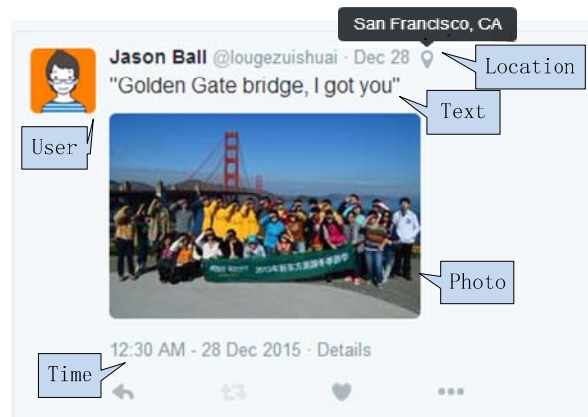 San Francisco, CA
Jason Ball @lougezuishuai · Dec 28
Location
"Golden Gate bridge, I got you"
Text
User
Photo
12:30 AM - 28 Dec 2015 · Details
Time